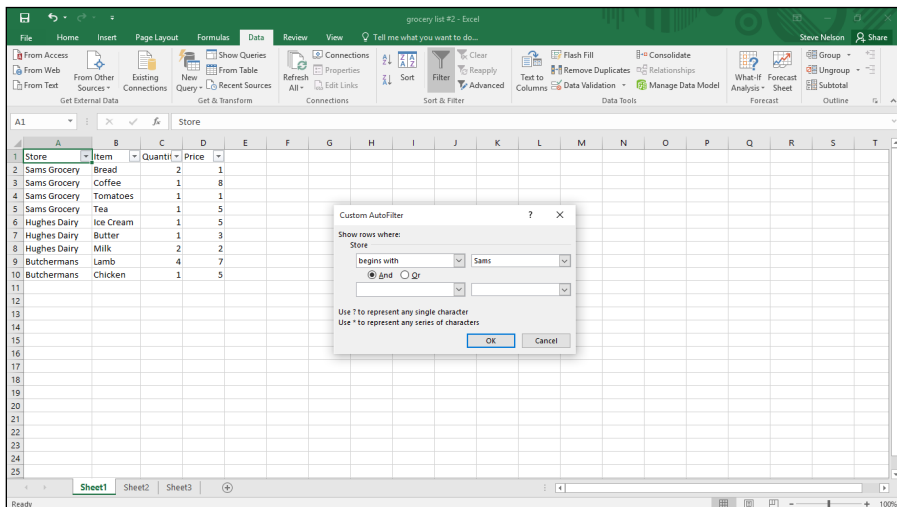 grocery list #2 - Excel
File Home Insert Page Layout Formulas Data Review View Tell me what you want to do... Steve Nelson Share
From Access
From Web
From Text
From Other Sources
Existing Connections
Get External Data
New Query
Show Queries
From Table
Recent Sources
Get & Transform
Refresh All
Connections
Properties
Edit Links
Connections
Sort
Filter
Clear
Reapply
Advanced
Sort & Filter
Text to Columns
Flash Fill
Remove Duplicates
Data Validation
Consolidate
Relationships
Manage Data Model
Data Tools
What-If Analysis
Forecast Sheet
Forecast
Group
Ungroup
Subtotal
Outline
A1 fx Store
A B C D E F G H I J K L M N O P Q R S T
1 Store Item Quantit Price
2 Sams Grocery Bread 2 1
3 Sams Grocery Coffee 1 8
4 Sams Grocery Tomatoes 1 1
5 Sams Grocery Tea 1 5
6 Hughes Dairy Ice Cream 1 5
7 Hughes Dairy Butter 1 3
8 Hughes Dairy Milk 2 2
9 Butchermans Lamb 4 7
10 Butchermans Chicken 1 5
11
12
13
14
15
16
17
18
19
20
21
22
23
24
25
Custom AutoFilter ? X
Show rows where:
Store
begins with Sams
And Or
Use ? to represent any single character
Use * to represent any series of characters
OK Cancel
Sheet1 Sheet2 Sheet3
Ready 100%